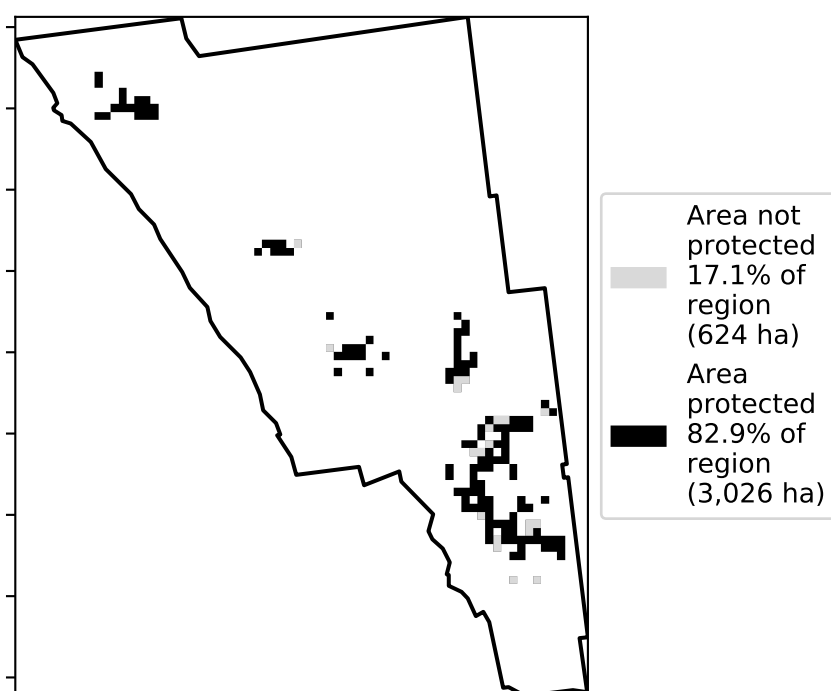 Area not
protected
17.1% of
region
(624 ha)
Area
protected
82.9% of
region
(3,026 ha)